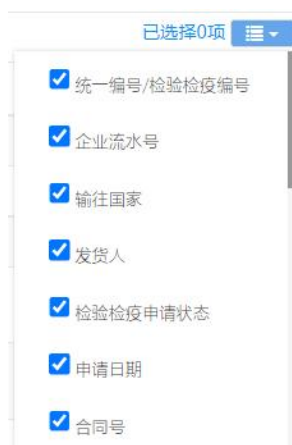 已选择0项
统一编号/检验检疫编号
企业流水号
输往国家
发货人
检验检疫申请状态
申请日期
合同号